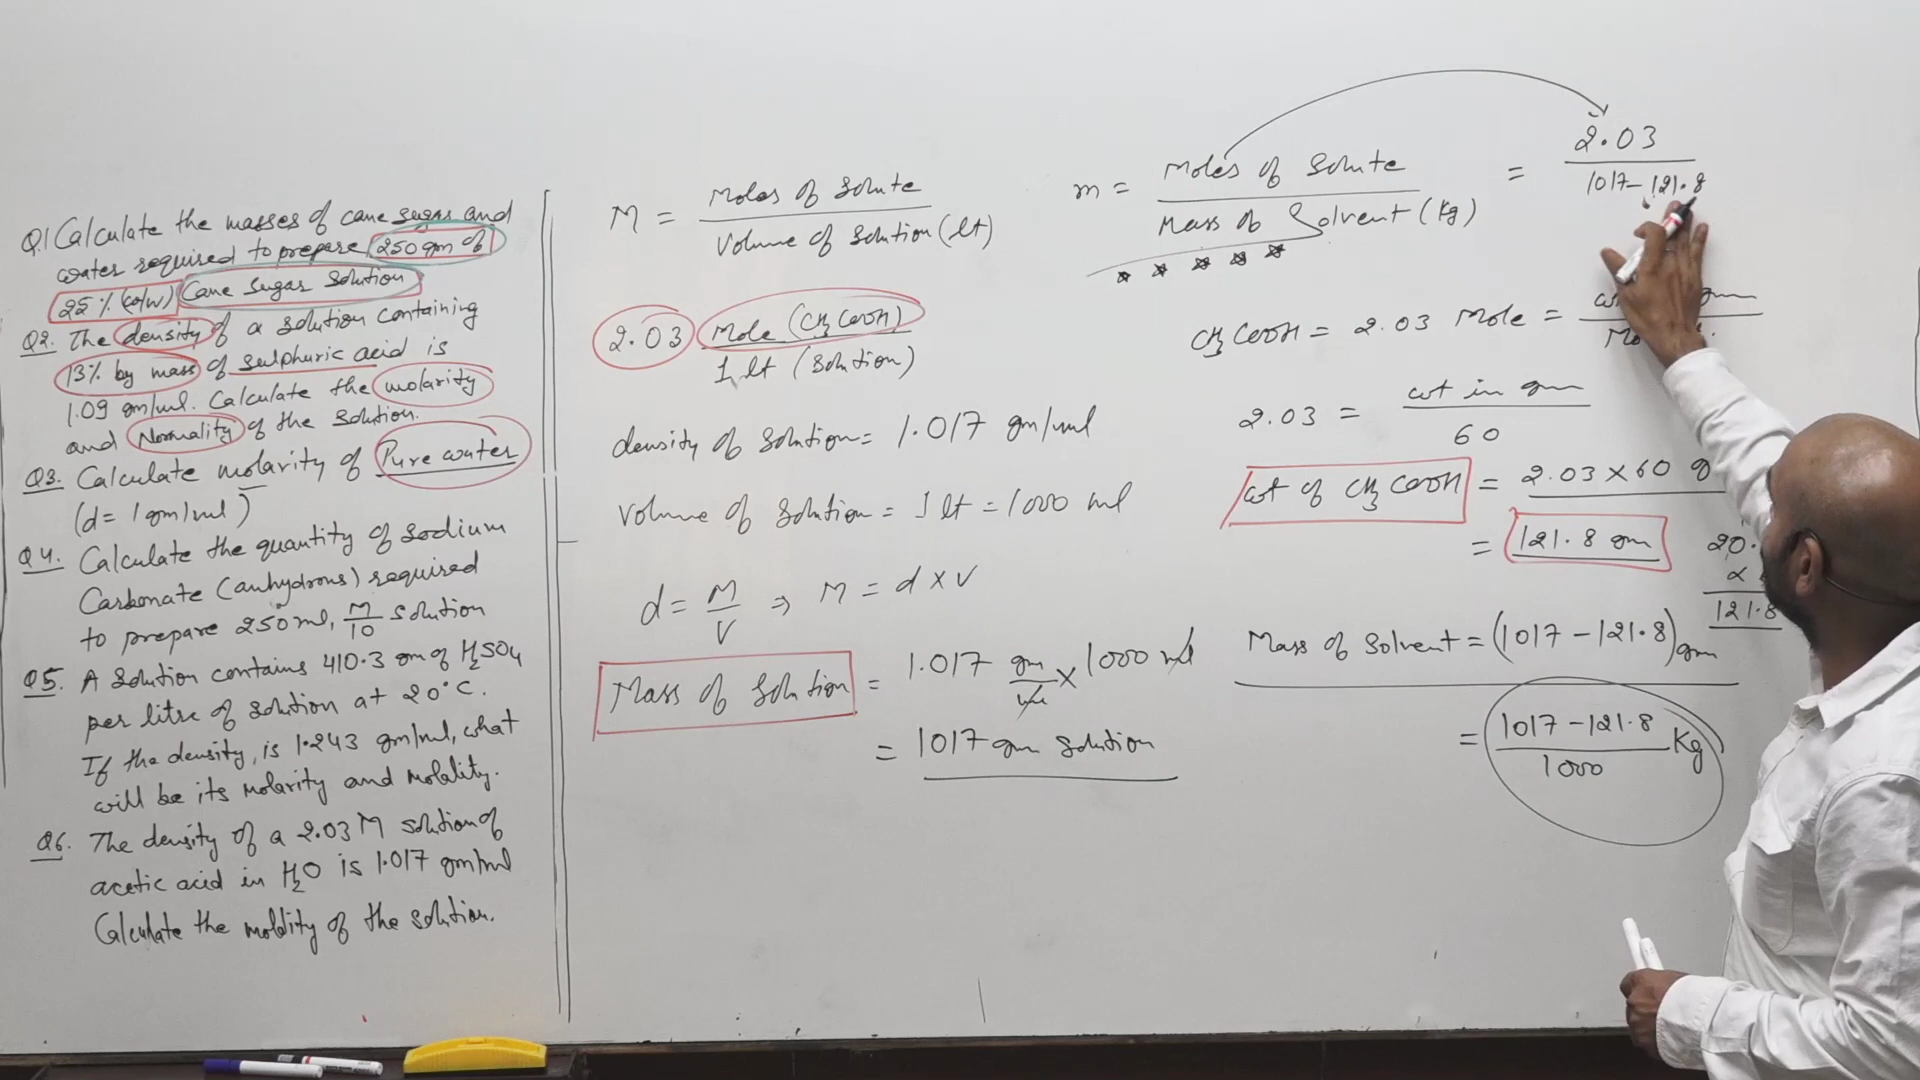 Q.1 Calculate the masses of cane sugar and
water required to prepare 250 gm of
25 % (w/w) Cane Sugar Solution
Q2. The density of a solution containing
13% by mass of sulphuric acid is
1.09 gm/ml. Calculate the molarity
and Normality of the solution.
Q3. Calculate molarity of Pure water
(d = 1 gm/ml)
Q4. Calculate the quantity of sodium
Carbonate (anhydrous) required
to prepare 250 ml, M/10 solution
Q5. A solution contains 410.3 gm of H2SO4
per litre of solution at 20°C.
If the density, is 1.243 gm/ml, what
will be its molarity and molality.
Q6. The density of a 2.03 M solution of
acetic acid in H2O is 1.017 gm/ml
Calculate the molality of the solution.
M = Moles of Solute / Volume of Solution (lt)
2.03 Mole (CH3COOH) / 1 lt (Solution)
density of Solution = 1.017 gm/ml
Volume of Solution = 1 lt = 1000 ml
d = M/V ⇒ M = d × V
Mass of Solution = 1.017 gm/ml × 1000 ml
= 1017 gm solution
m = Moles of Solute / Mass of Solvent (Kg) = 2.03 / 1017 - 121.8
CH3COOH = 2.03 Mole =
2.03 = wt in gm / 60
wt of CH3COOH = 2.03 × 60 g
= 121.8 gm
20.
121.8
Mass of Solvent = (1017 - 121.8) gm
= 1017 - 121.8 / 1000 Kg